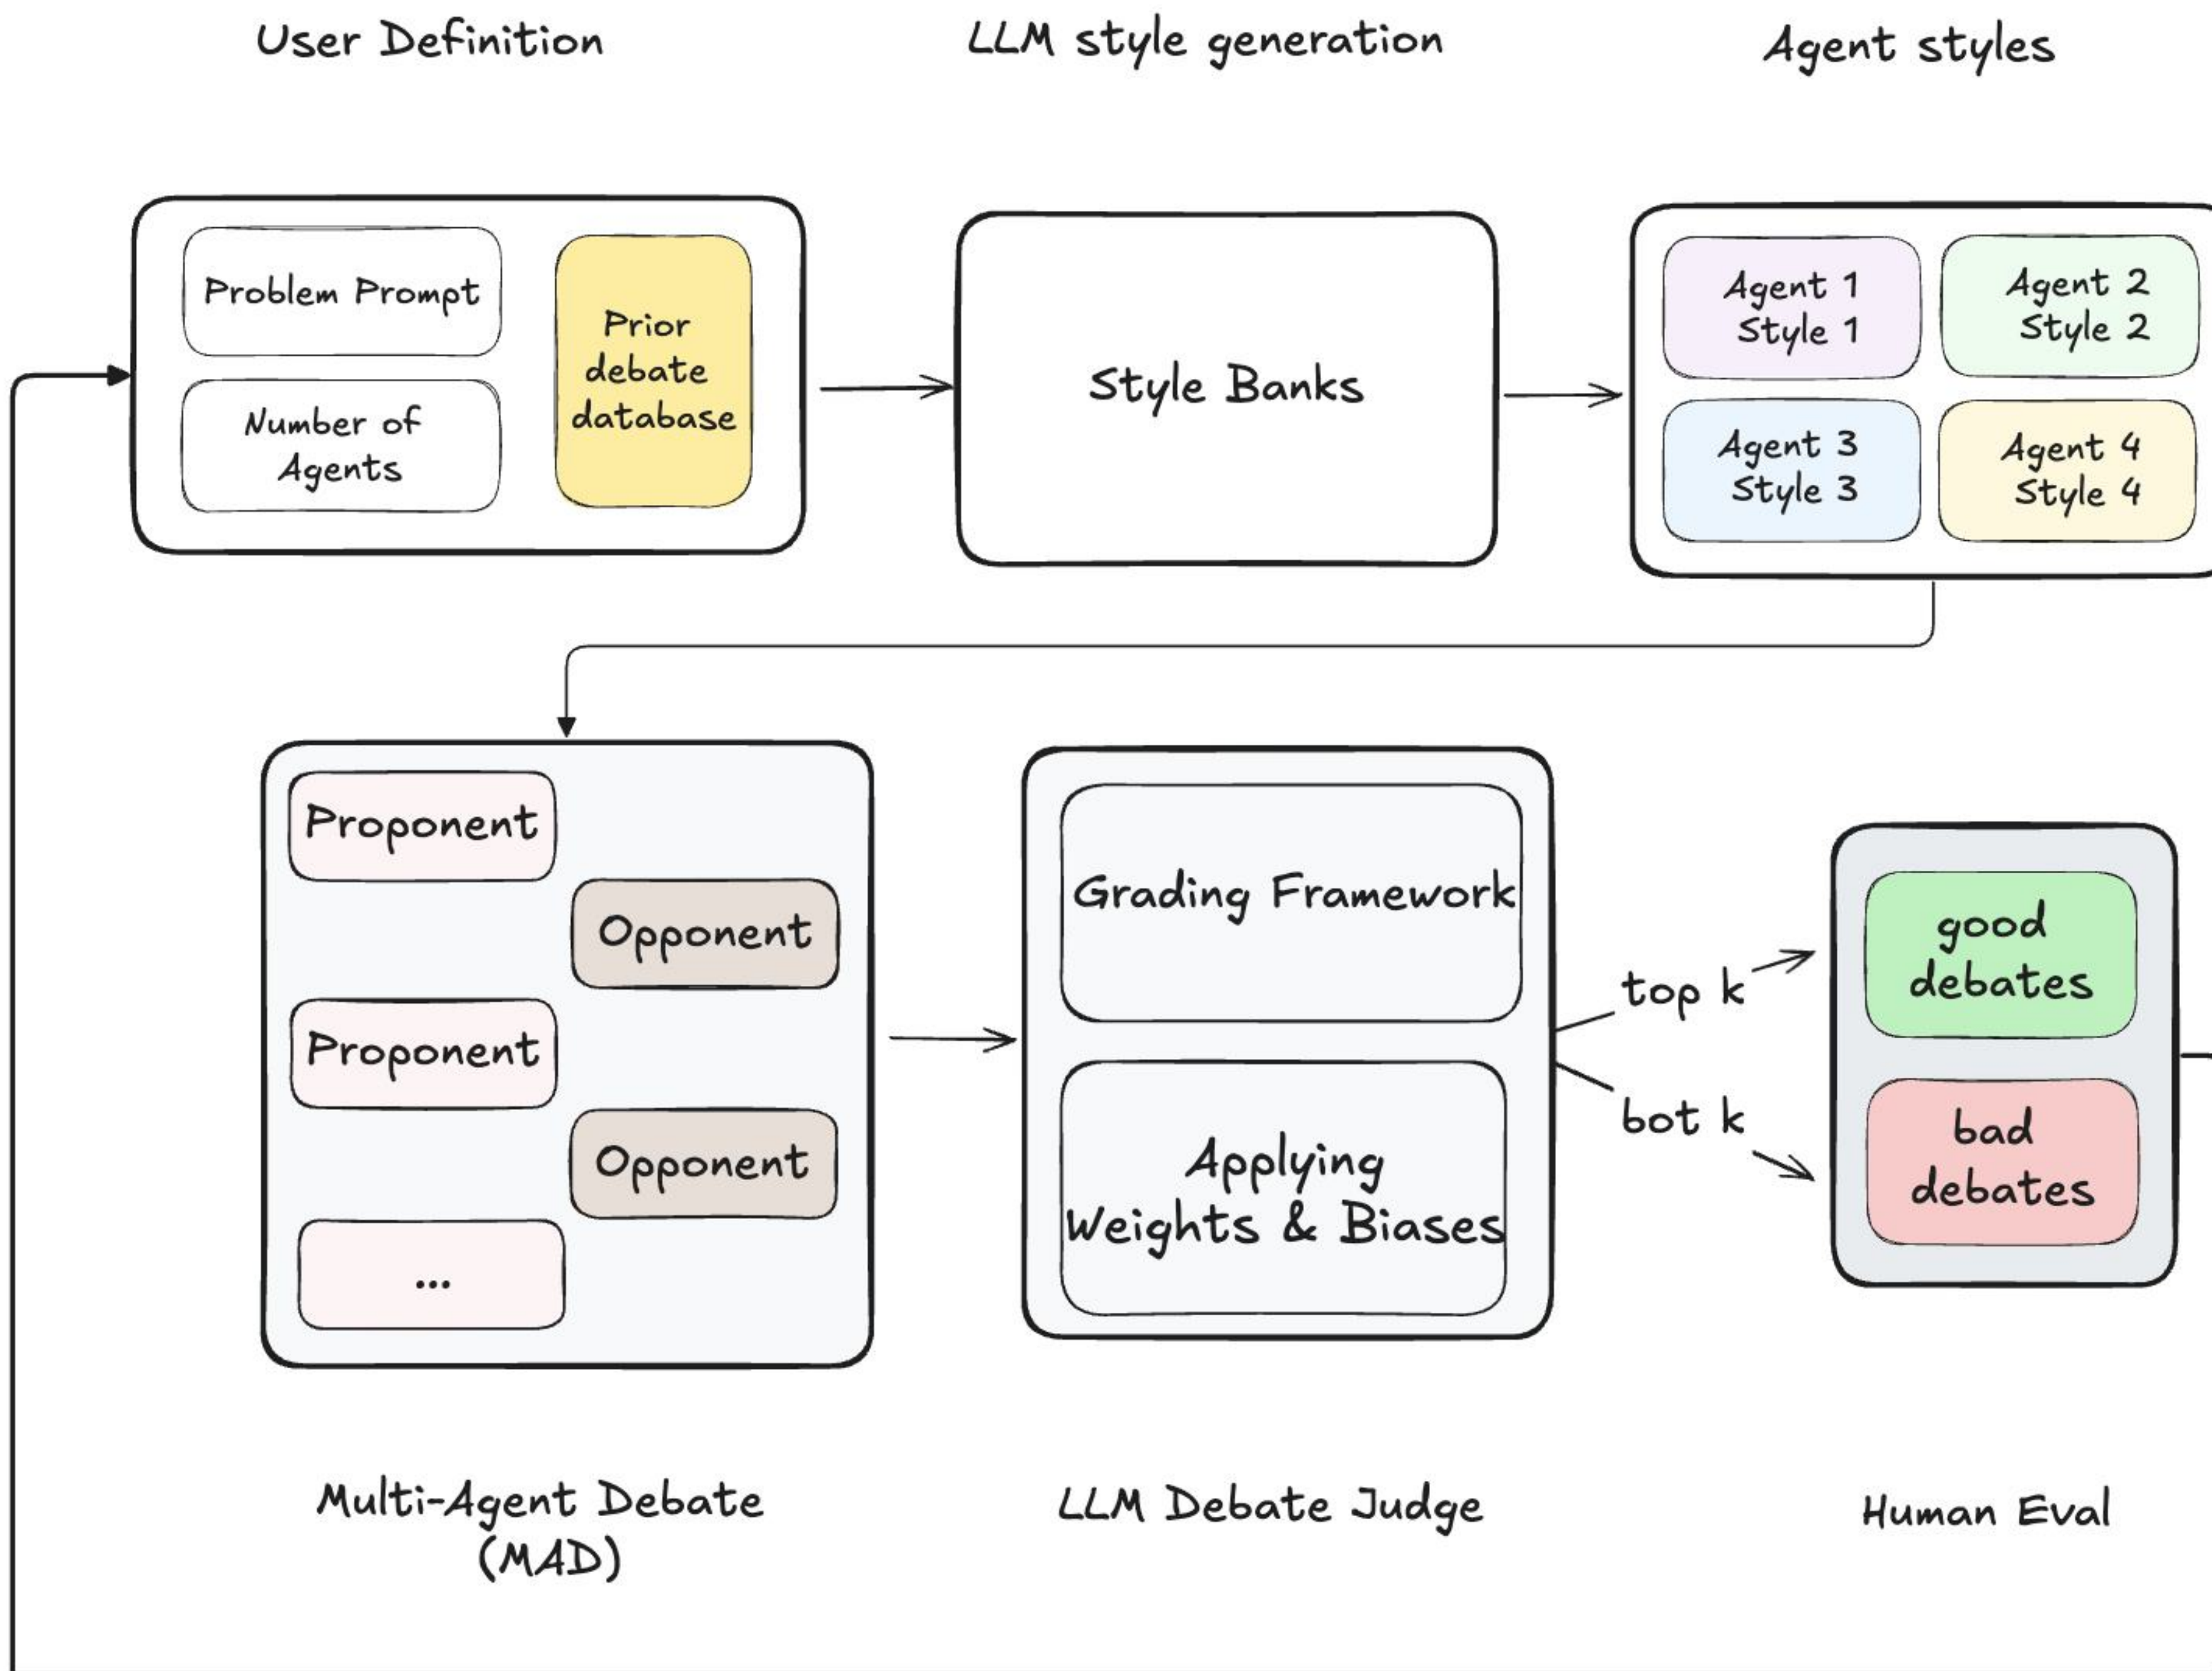 User Definition
LLM style generation
Agent styles
Problem Prompt
Number of
Agents
Prior
debate
database
Style Banks
Agent 1
Style 1
Agent 2
Style 2
Agent 3
Style 3
Agent 4
Style 4
Proponent
Opponent
Proponent
Opponent
...
Grading Framework
Applying
Weights & Biases
top k
bot k
good
debates
bad
debates
Multi-Agent Debate
(MAD)
LLM Debate Judge
Human Eval